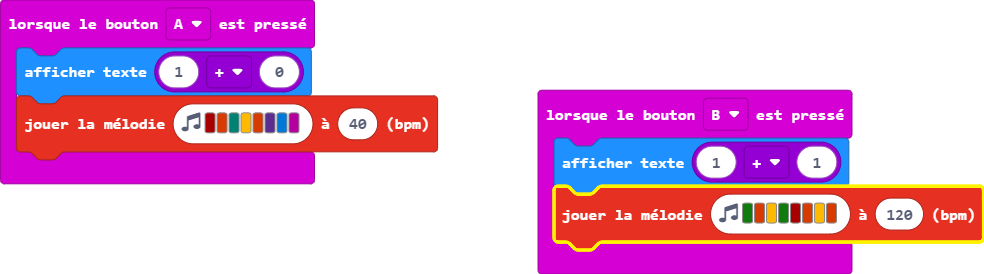 lorsque le bouton A est pressé
afficher texte 1 + 0
jouer la mélodie à 40 (bpm)
lorsque le bouton B est pressé
afficher texte 1 + 1
jouer la mélodie à 120 (bpm)